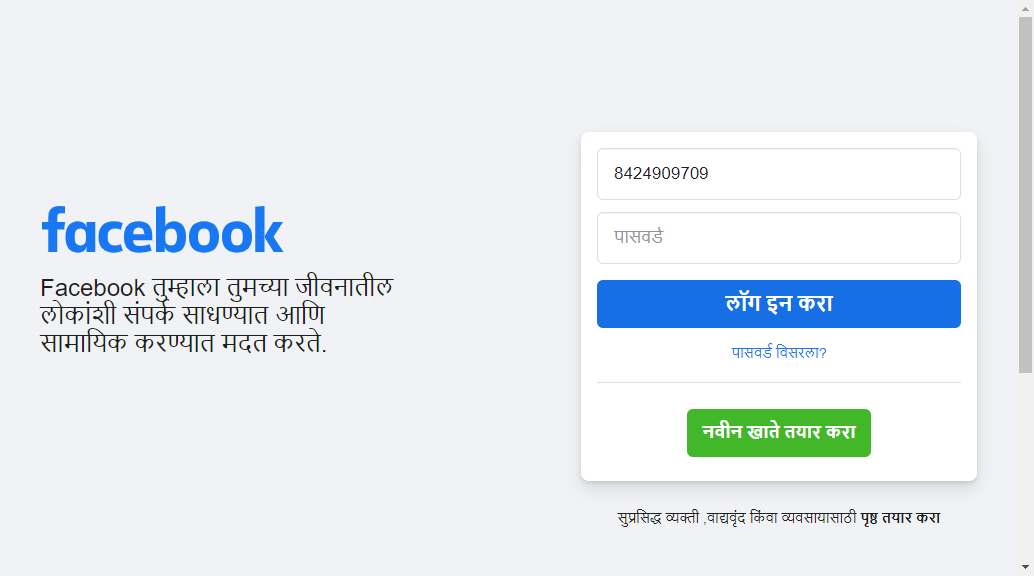 facebook
Facebook तुम्हाला तुमच्या जीवनातील
लोकांशी संपर्क साधण्यात आणि
सामायिक करण्यात मदत करते.
8424909709
पासवर्ड
लॉग इन करा
पासवर्ड विसरला?
नवीन खाते तयार करा
सुप्रसिद्ध व्यक्ती ,वाद्यवृंद किंवा व्यवसायासाठी पृष्ठ तयार करा